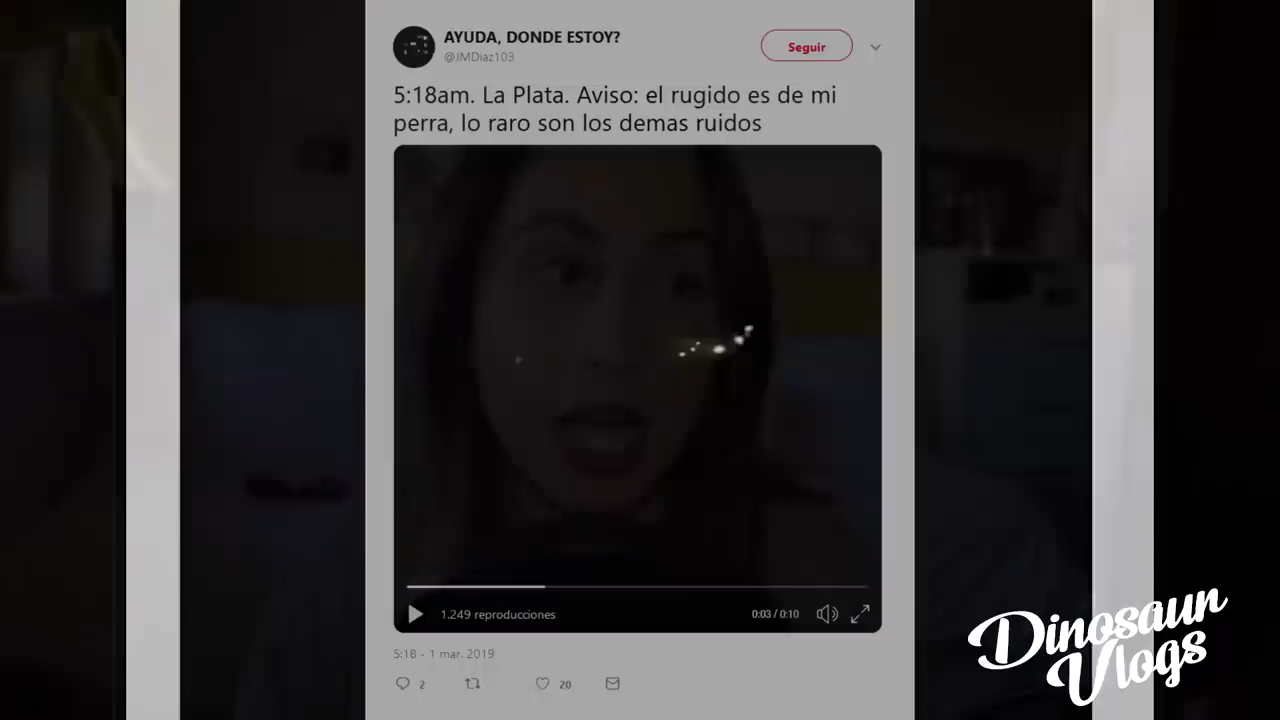 AYUDA, DONDE ESTOY?
@JMDiaz103
Seguir
5:18am. La Plata. Aviso: el rugido es de mi
perra, lo raro son los demas ruidos
1.249 reproducciones
0:03 / 0:10
5:18 - 1 mar. 2019
2
20
Dinosaur
Vlogs